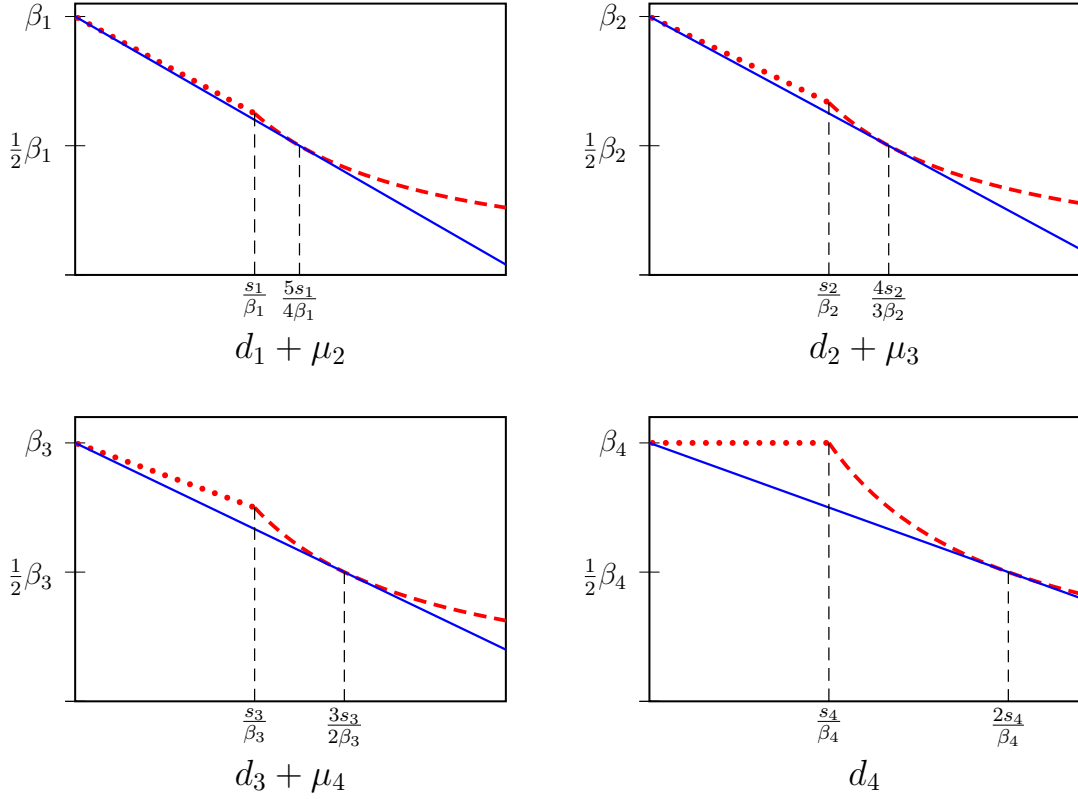 β₁
½β₁
s₁/β₁ 5s₁/4β₁
d₁ + μ₂
β₂
½β₂
s₂/β₂ 4s₂/3β₂
d₂ + μ₃
β₃
½β₃
s₃/β₃ 3s₃/2β₃
d₃ + μ₄
β₄
½β₄
s₄/β₄ 2s₄/β₄
d₄